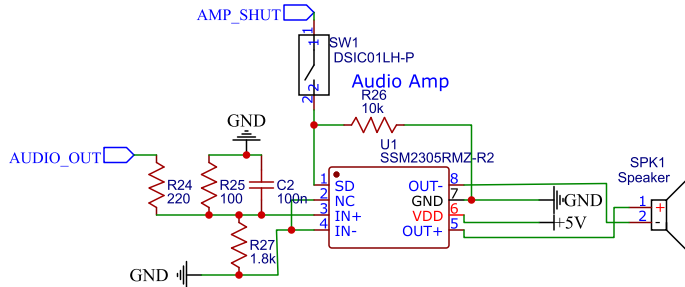 AMP_SHUT
1
1
SW1
DSIC01LH-P
2
2
Audio Amp
R26
10k
GND
U1
SSM2305RMZ-R2
AUDIO_OUT
R24
220
R25
100
C2
100n
SPK1
Speaker
1 SD OUT- 8
2 NC GND 7 GND
3 IN+ VDD 6 +5V
4 IN- OUT+ 5
1 +
2 -
R27
1.8k
GND